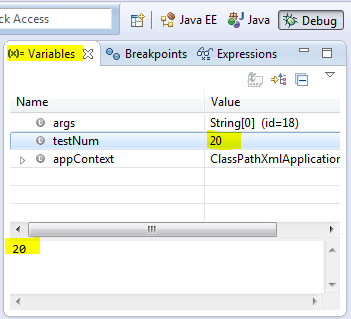 ck Access
Java EE
Java
Debug
(x)= Variables
Breakpoints
Expressions
Name
Value
args
String[0] (id=18)
testNum
20
appContext
ClassPathXmlApplication
20